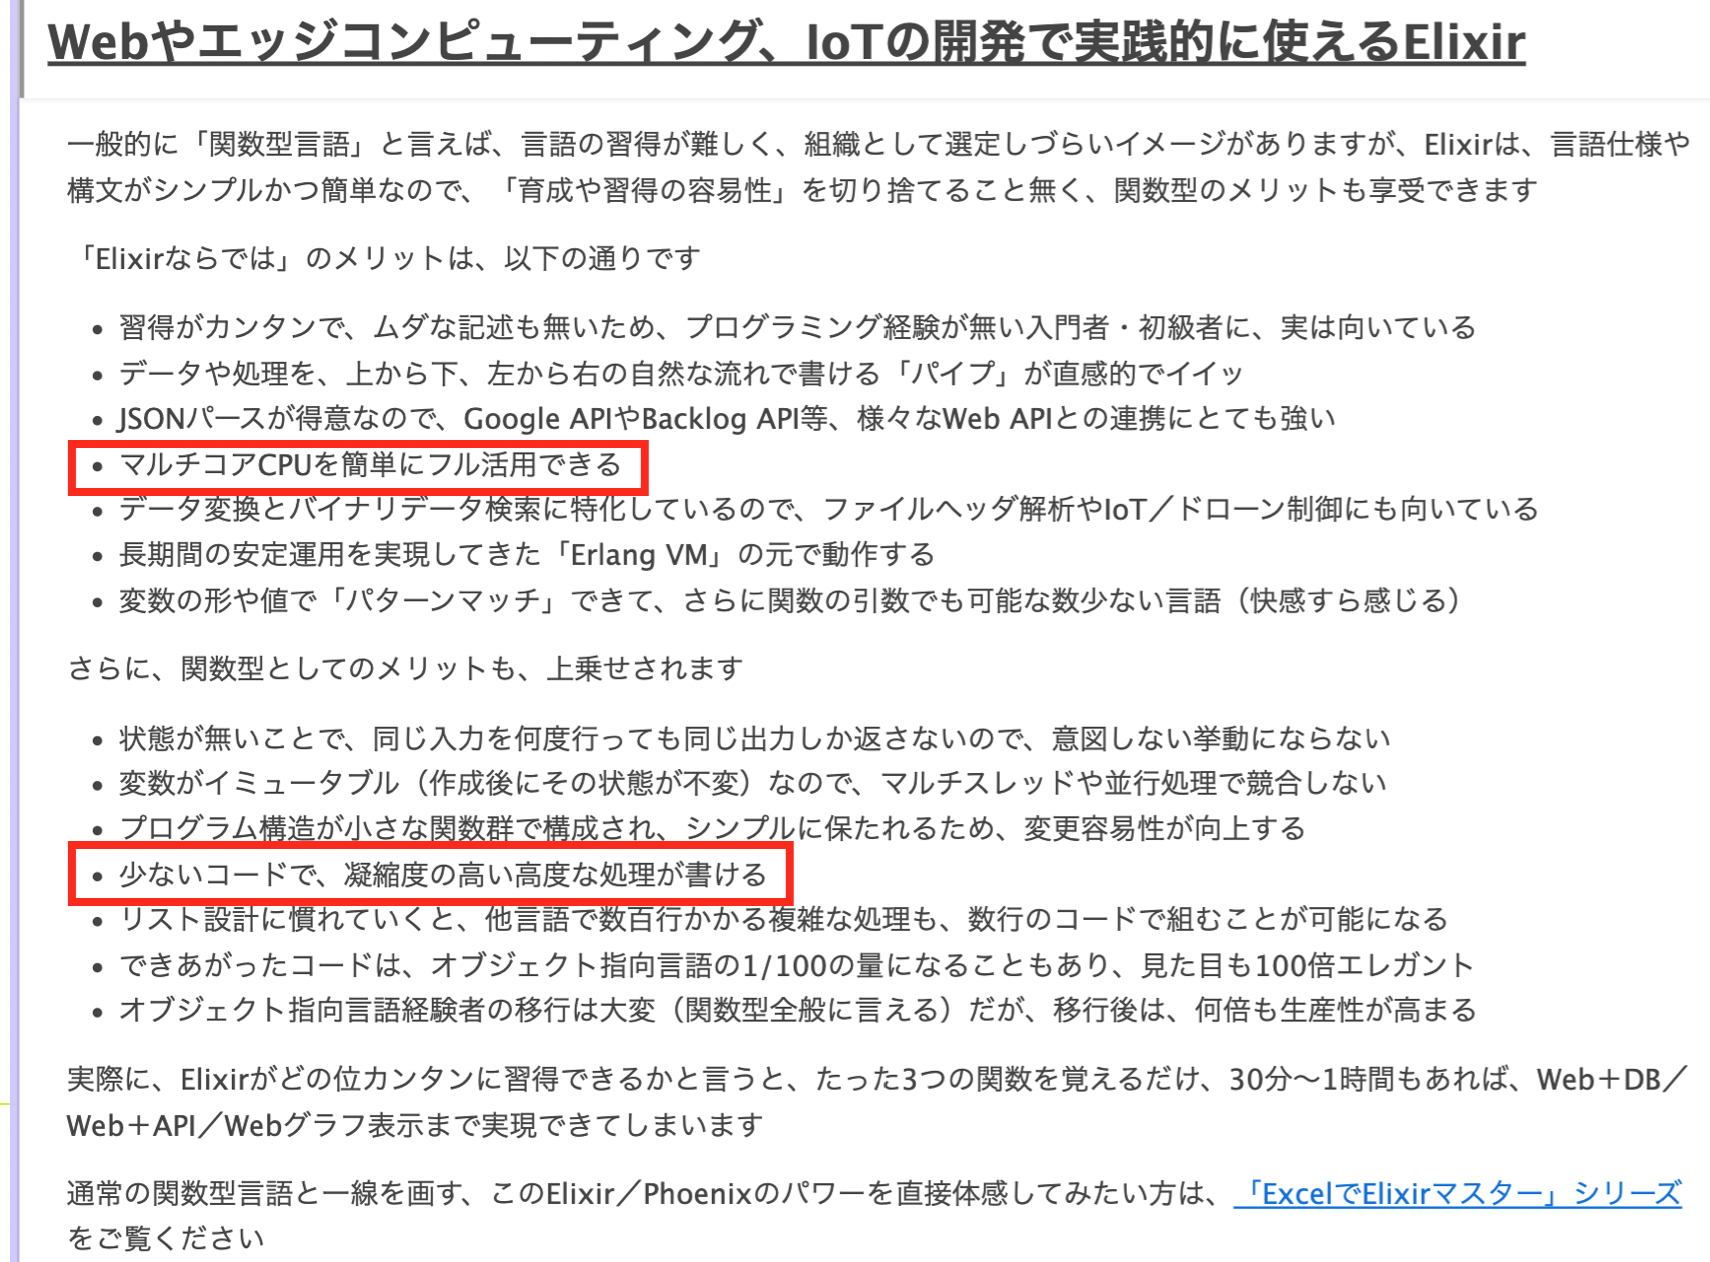 Webやエッジコンピューティング、IoTの開発で実践的に使えるElixir
一般的に「関数型言語」と言えば、言語の習得が難しく、組織として選定しづらいイメージがありますが、Elixirは、言語仕様や
構文がシンプルかつ簡単なので、「育成や習得の容易性」を切り捨てること無く、関数型のメリットも享受できます
「Elixirならでは」のメリットは、以下の通りです
• 習得がカンタンで、ムダな記述も無いため、プログラミング経験が無い入門者・初級者に、実は向いている
• データや処理を、上から下、左から右の自然な流れで書ける「パイプ」が直感的でイイッ
• JSONパースが得意なので、Google APIやBacklog API等、様々なWeb APIとの連携にとても強い
• マルチコアCPUを簡単にフル活用できる
• データ変換とバイナリデータ検索に特化しているので、ファイルヘッダ解析やIoT／ドローン制御にも向いている
• 長期間の安定運用を実現してきた「Erlang VM」の元で動作する
• 変数の形や値で「パターンマッチ」できて、さらに関数の引数でも可能な数少ない言語（快感すら感じる）
さらに、関数型としてのメリットも、上乗せされます
• 状態が無いことで、同じ入力を何度行っても同じ出力しか返さないので、意図しない挙動にならない
• 変数がイミュータブル（作成後にその状態が不変）なので、マルチスレッドや並行処理で競合しない
• プログラム構造が小さな関数群で構成され、シンプルに保たれるため、変更容易性が向上する
• 少ないコードで、凝縮度の高い高度な処理が書ける
• リスト設計に慣れていくと、他言語で数百行かかる複雑な処理も、数行のコードで組むことが可能になる
• できあがったコードは、オブジェクト指向言語の1/100の量になることもあり、見た目も100倍エレガント
• オブジェクト指向言語経験者の移行は大変（関数型全般に言える）だが、移行後は、何倍も生産性が高まる
実際に、Elixirがどの位カンタンに習得できるかと言うと、たった3つの関数を覚えるだけ、30分～1時間もあれば、Web＋DB／
Web＋API／Webグラフ表示まで実現できてしまいます
通常の関数型言語と一線を画す、このElixir／Phoenixのパワーを直接体感してみたい方は、「ExcelでElixirマスター」シリーズ
をご覧ください